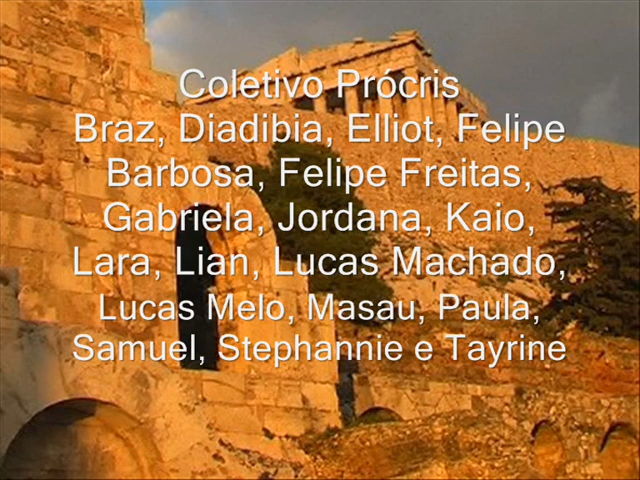 Coletivo Prócris
Braz, Diadibia, Elliot, Felipe
Barbosa, Felipe Freitas,
Gabriela, Jordana, Kaio,
Lara, Lian, Lucas Machado,
Lucas Melo, Masau, Paula,
Samuel, Stephannie e Tayrine